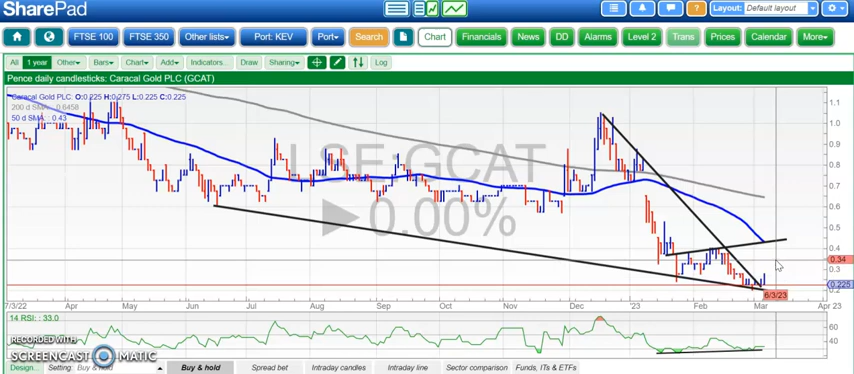 SharePad
Layout: Default layout
FTSE 100 FTSE 350 Other lists Port: KEV Port Search Chart Financials News DD Alarms Level 2 Trans Prices Calendar More
All 1 year Other Bars Chart Add Indicators.. Draw Sharing Log
Pence daily candlesticks: Caracal Gold PLC (GCAT)
Caracal Gold PLC: O:0.225 H:0.275 L:0.225 C:0.225
200 d SMA: 0.6458
50 d SMA: 0.43
LSE:GCAT
0.00%
1.1
1
0.9
0.8
0.7
0.6
0.5
0.4
0.34
0.3
0.225
0.2
7/3/22 Apr May Jun Jul Aug Sep Oct Nov Dec '23 Feb Mar Apr 23
6/3/23
14 RSI: : 33.0
60
40
RECORDED WITH
SCREENCAST MATIC
Design... Setting: Buy & hold Buy & hold Spread bet Intraday candles Intraday line Sector comparison Funds, ITs & ETFs